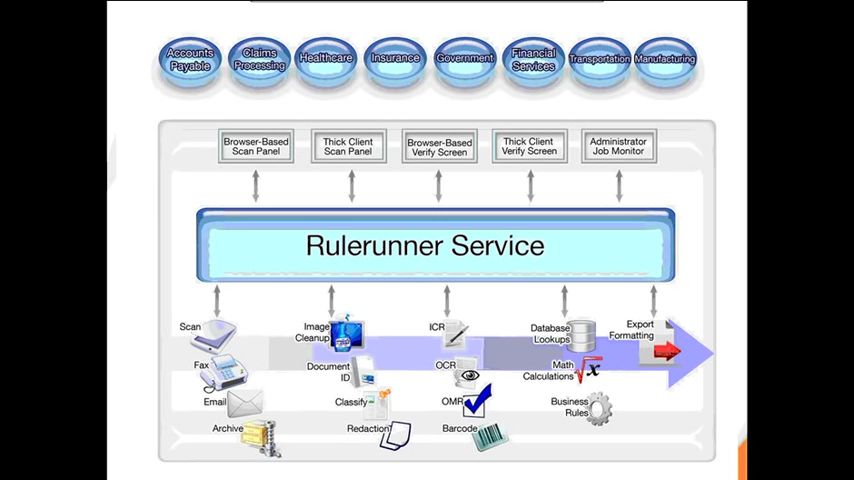 Accounts
Payable
Claims
Processing
Healthcare
Insurance
Government
Financial
Services
Transportation
Manufacturing
Browser-Based
Scan Panel
Thick Client
Scan Panel
Browser-Based
Verify Screen
Thick Client
Verify Screen
Administrator
Job Monitor
Rulerunner Service
Scan
Fax
Email
Archive
Image
Cleanup
Document
ID
Classify
Redaction
ICR
OCR
OMR
Barcode
Database
Lookups
Math
Calculations
√x
Business
Rules
Export
Formatting